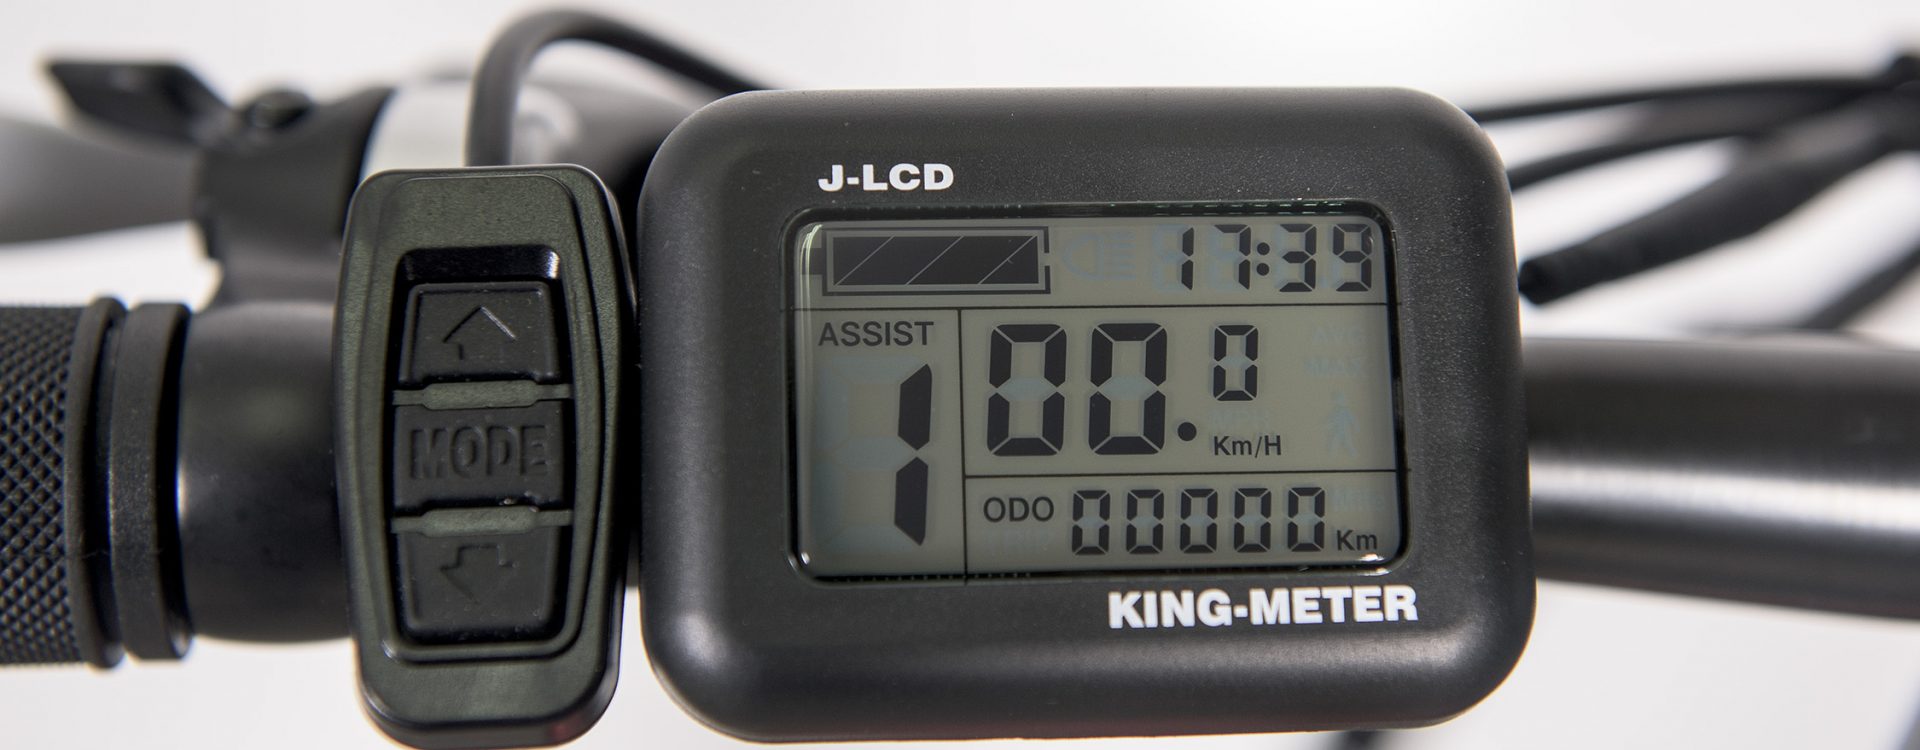 J-LCD
17:39
ASSIST
1
00.0
Km/H
ODO 00000 Km
MODE
KING-METER